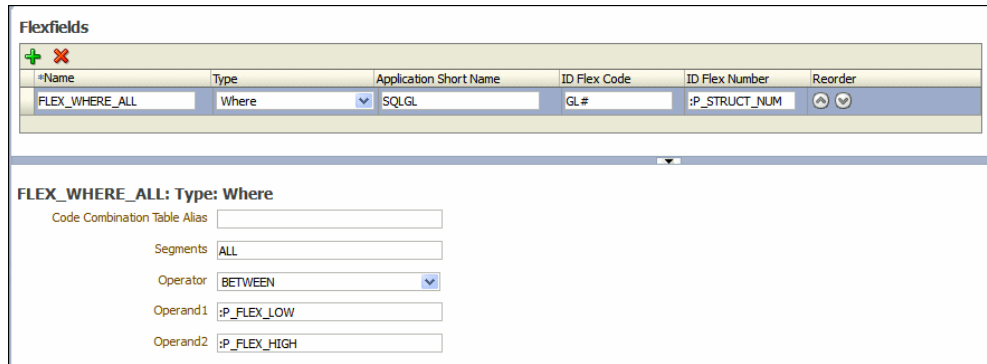 Flexfields
*Name Type Application Short Name ID Flex Code ID Flex Number Reorder
FLEX_WHERE_ALL Where SQLGL GL# :P_STRUCT_NUM
FLEX_WHERE_ALL: Type: Where
Code Combination Table Alias
Segments ALL
Operator BETWEEN
Operand1 :P_FLEX_LOW
Operand2 :P_FLEX_HIGH